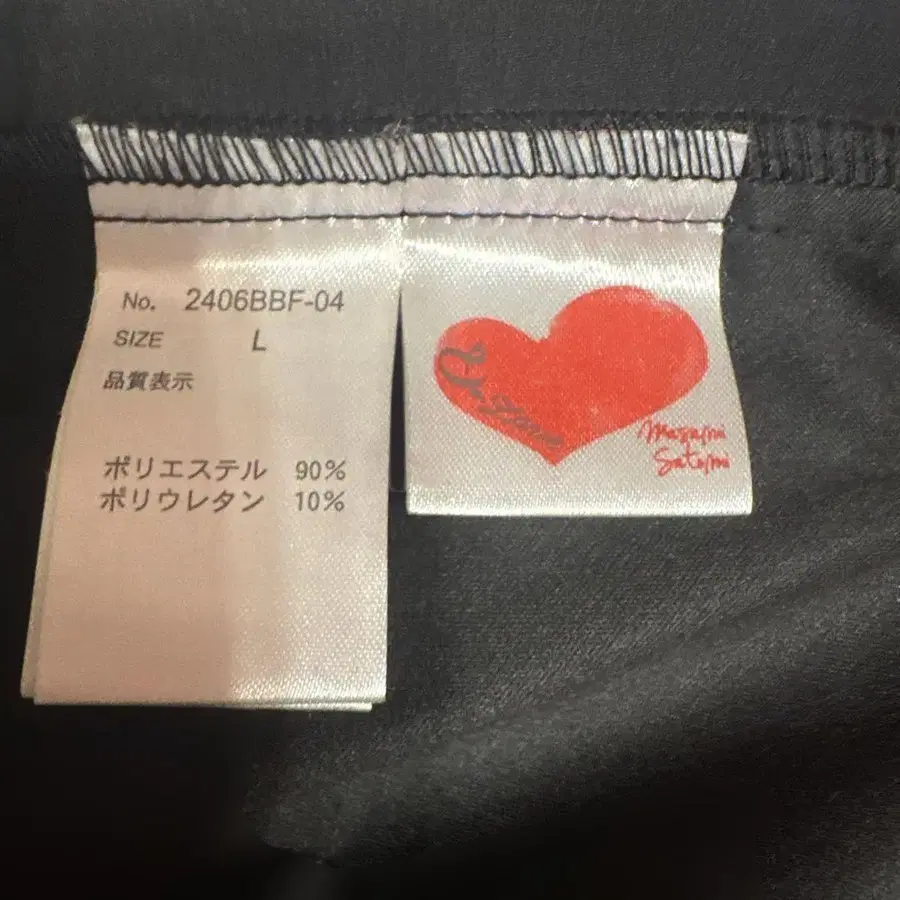 No. 2406BBF-04
SIZE L
品質表示
ポリエステル 90%
ポリウレタン 10%
Masami
Satomi